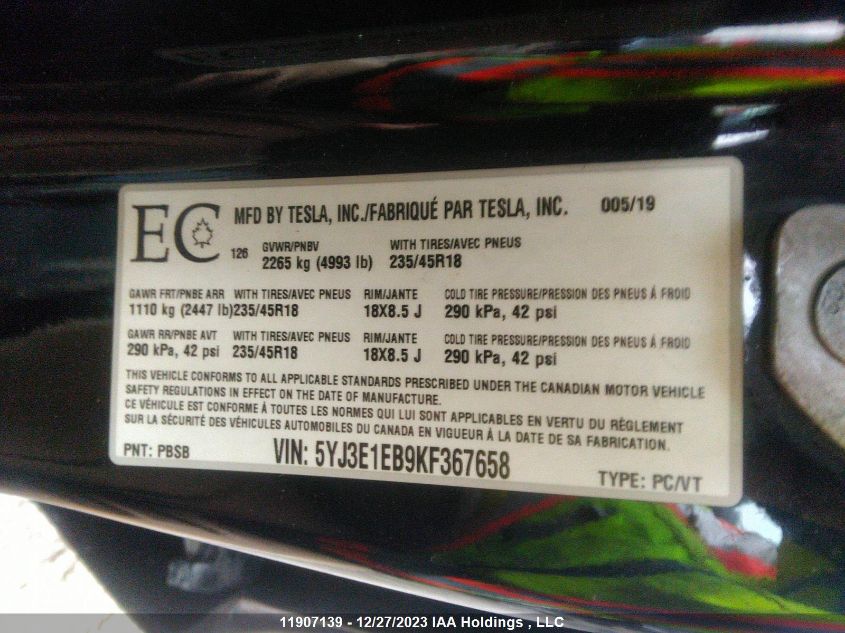 EC MFD BY TESLA, INC./FABRIQUÉ PAR TESLA, INC. 005/19
126 GVWR/PNBV WITH TIRES/AVEC PNEUS
2265 kg (4993 lb) 235/45R18
GAWR FRT/PNBE ARR WITH TIRES/AVEC PNEUS RIM/JANTE COLD TIRE PRESSURE/PRESSION DES PNEUS À FROID
1110 kg (2447 lb) 235/45R18 18X8.5 J 290 kPa, 42 psi
GAWR RR/PNBE AVT WITH TIRES/AVEC PNEUS RIM/JANTE COLD TIRE PRESSURE/PRESSION DES PNEUS À FROID
290 kPa, 42 psi 235/45R18 18X8.5 J 290 kPa, 42 psi
THIS VEHICLE CONFORMS TO ALL APPLICABLE STANDARDS PRESCRIBED UNDER THE CANADIAN MOTOR VEHICLE
SAFETY REGULATIONS IN EFFECT ON THE DATE OF MANUFACTURE.
CE VÉHICULE EST CONFORME À TOUTES LES NORMES QUI LUI SONT APPLICABLES EN VERTU DU RÈGLEMENT
SUR LA SÉCURITÉ DES VÉHICULES AUTOMOBILES DU CANADA EN VIGUEUR À LA DATE DE SA FABRICATION.
PNT: PBSB VIN: 5YJ3E1EB9KF367658 TYPE: PC/VT
11907139 - 12/27/2023 IAA Holdings , LLC